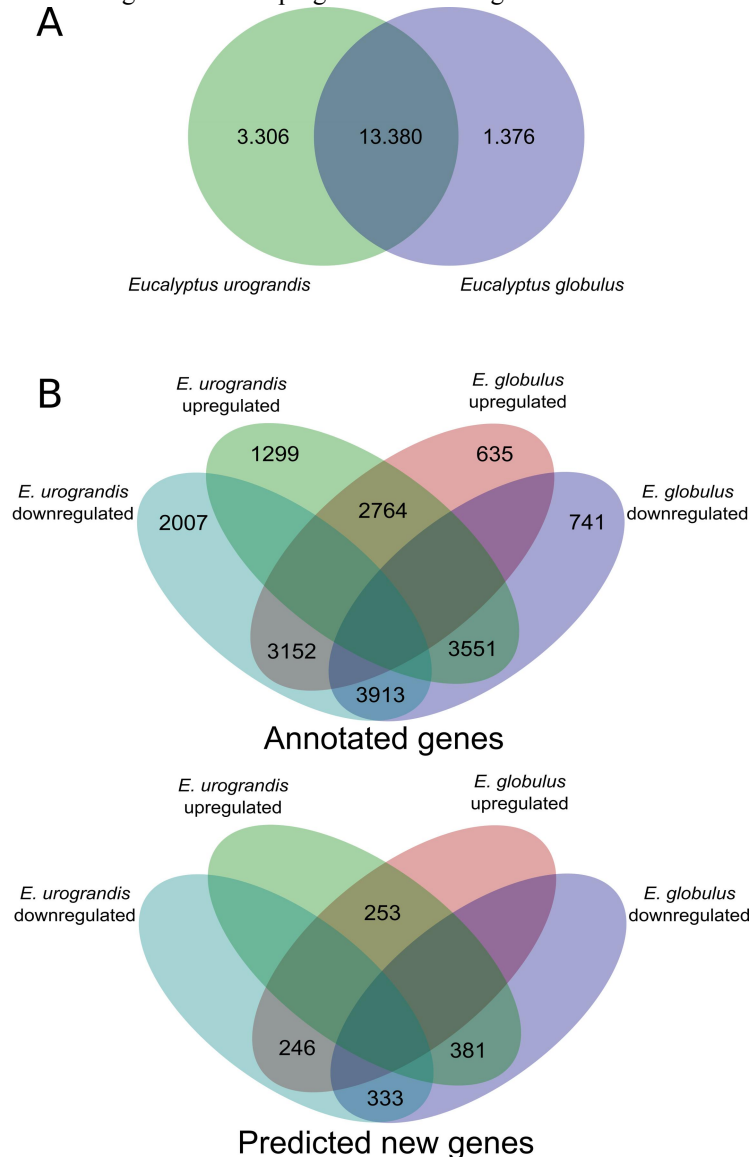 A
3.306
13.380
1.376
Eucalyptus urograndis
Eucalyptus globulus
B
E. urograndis
upregulated
E. globulus
upregulated
E. urograndis
downregulated
E. globulus
downregulated
1299
635
2007
2764
741
3152
3551
3913
Annotated genes
E. urograndis
upregulated
E. globulus
upregulated
E. urograndis
downregulated
E. globulus
downregulated
253
246
381
333
Predicted new genes